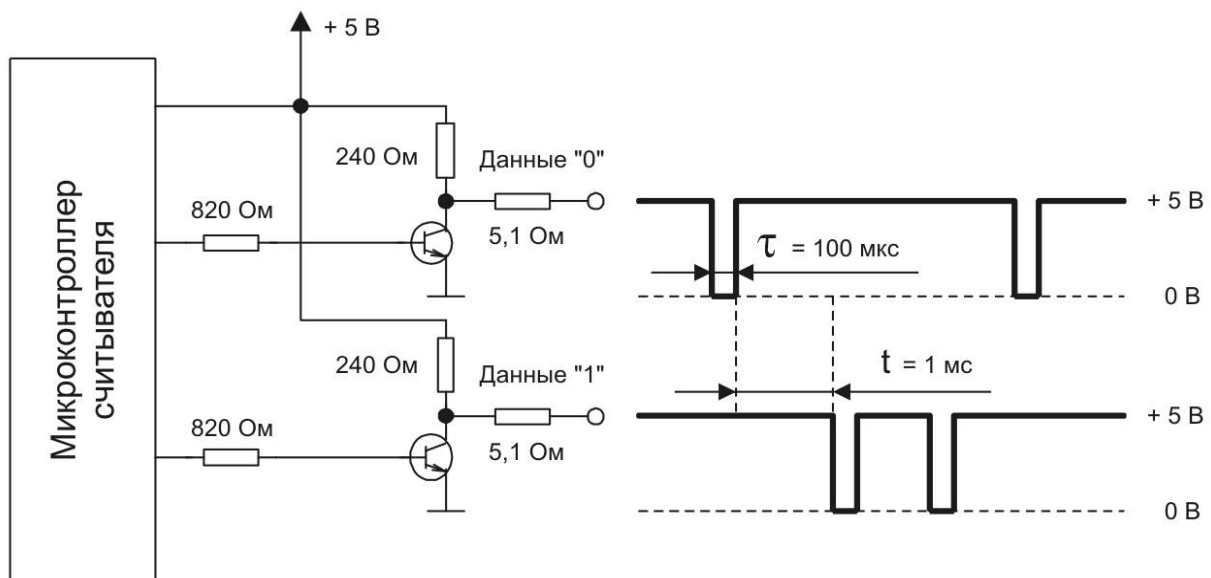 + 5 В
Микроконтроллер
считывателя
240 Ом
Данные "0"
820 Ом
5,1 Ом
+ 5 В
τ = 100 мкс
0 В
240 Ом
Данные "1"
t = 1 мс
820 Ом
5,1 Ом
+ 5 В
0 В